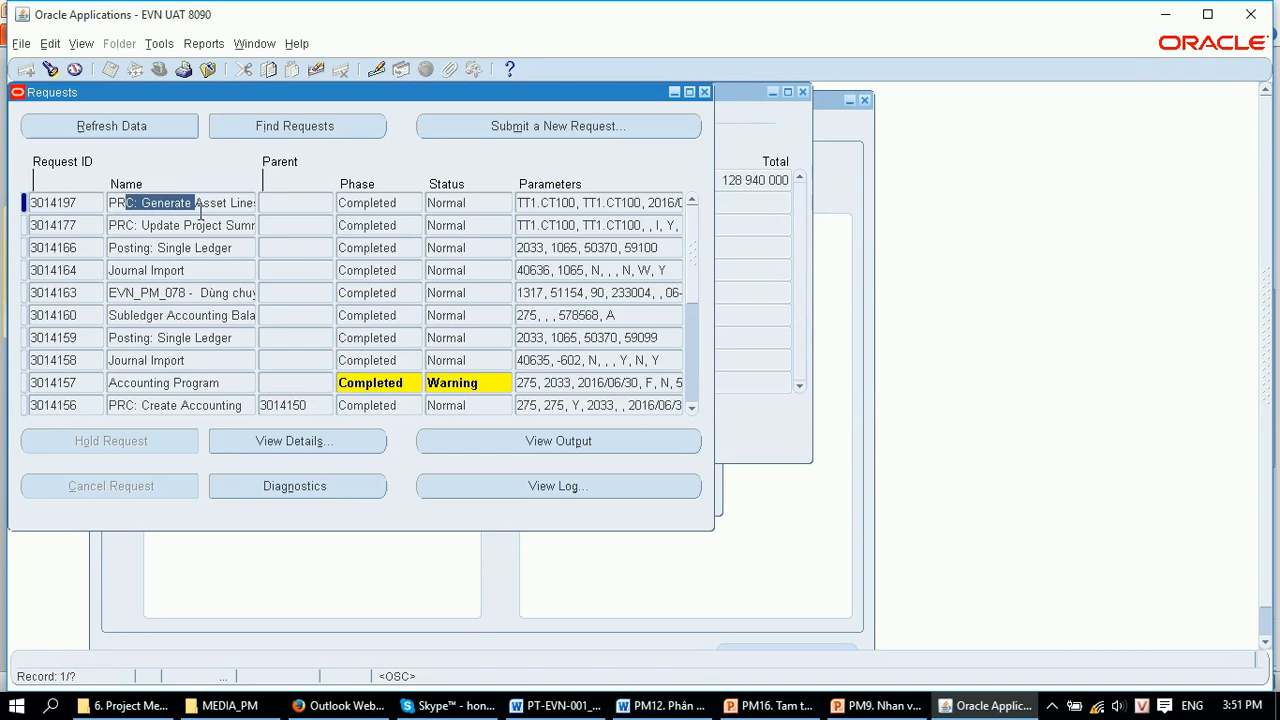 Oracle Applications - EVN UAT 8090
File Edit View Folder Tools Reports Window Help
ORACLE
Requests
Refresh Data Find Requests Submit a New Request...
Request ID Parent Total
Name Phase Status Parameters
128 940 000
3014197 PRC: Generate Asset Lines Completed Normal TT1.CT100, TT1.CT100, 2016/0
3014177 PRC: Update Project Summ Completed Normal TT1.CT100, TT1.CT100, , I, Y,
3014166 Posting: Single Ledger Completed Normal 2033, 1065, 50370, 59100
3014164 Journal Import Completed Normal 40636, 1065, N, , , N, W, Y
3014163 EVN_PM_078 - Dùng chuy Completed Normal 1317, 51154, 90, 233004, , 06-
3014160 Subledger Accounting Bala Completed Normal 275, , , 578568, A
3014159 Posting: Single Ledger Completed Normal 2033, 1065, 50370, 59099
3014158 Journal Import Completed Normal 40635, -602, N, , , Y, N, Y
3014157 Accounting Program Completed Warning 275, 2033, 2016/06/30, F, N, 5
3014156 PRC: Create Accounting 3014150 Completed Normal 275, 275, Y, 2033, , 2016/06/3
Hold Request View Details... View Output
Cancel Request Diagnostics View Log...
Record: 1/? ... <OSC>
6. Project Me... MEDIA_PM Outlook Web... Skype™ - hon... PT-EVN-001_... PM12. Phân ... PM16. Tam t... PM9. Nhan v... Oracle Applic... 3:51 PM